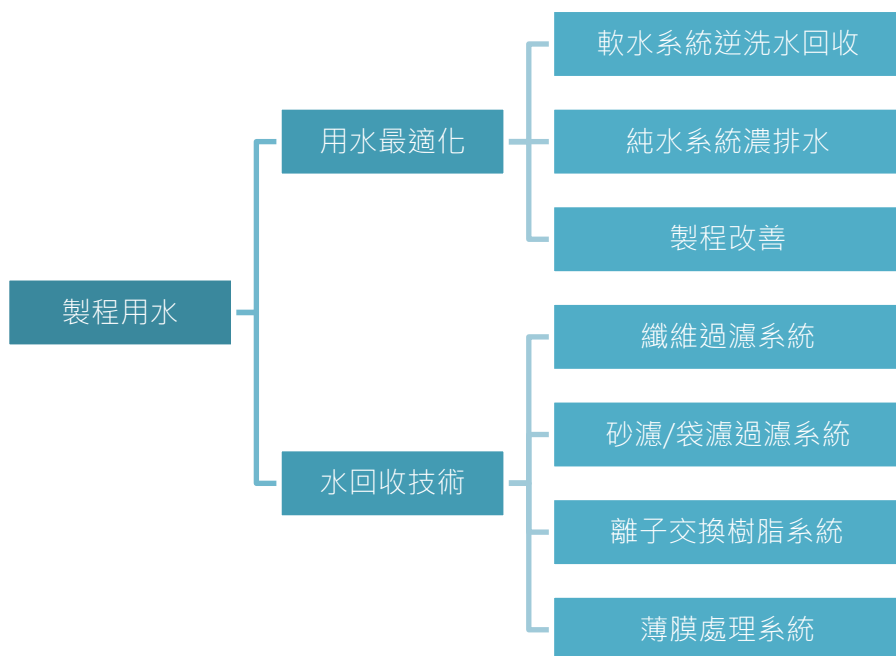 製程用水
用水最適化
軟水系統逆洗水回收
純水系統濃排水
製程改善
水回收技術
纖維過濾系統
砂濾/袋濾過濾系統
離子交換樹脂系統
薄膜處理系統